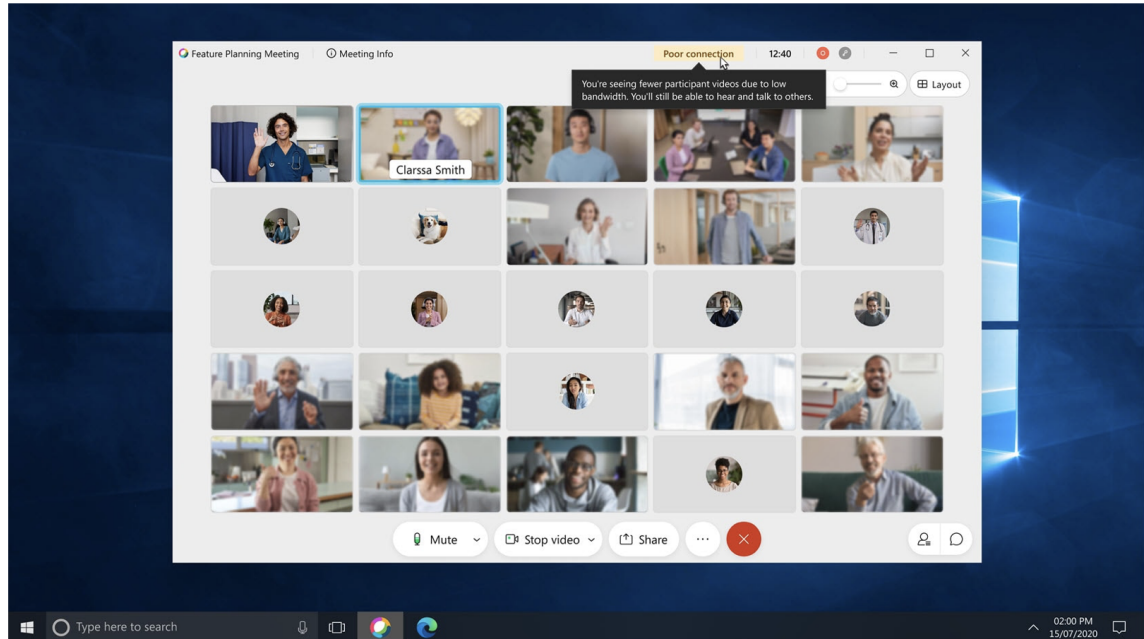 Feature Planning Meeting
Meeting Info
Poor connection
12:40
You're seeing fewer participant videos due to low
bandwidth. You'll still be able to hear and talk to others.
Layout
Clarssa Smith
Mute
Stop video
Share
Type here to search
02:00 PM
15/07/2020